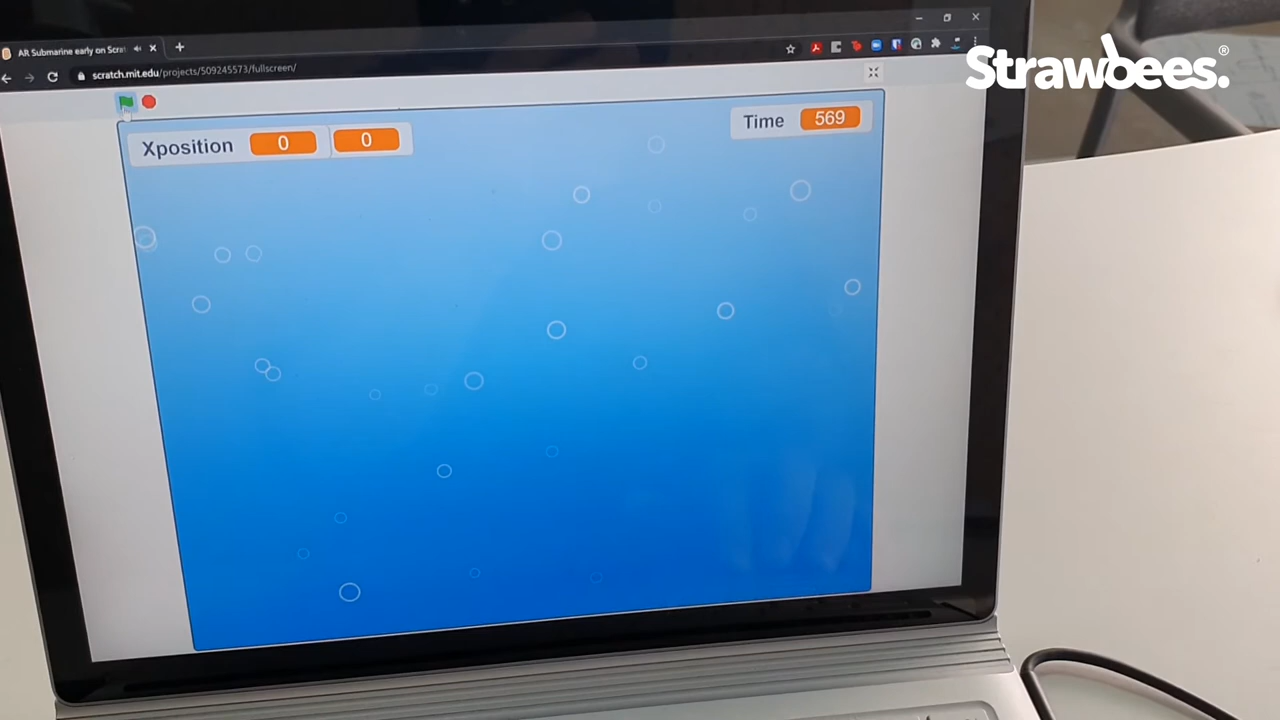 AR Submarine early on Scrat
scratch.mit.edu/projects/509245573/fullscreen/
Strawbees.®
Xposition 0 0
Time 569